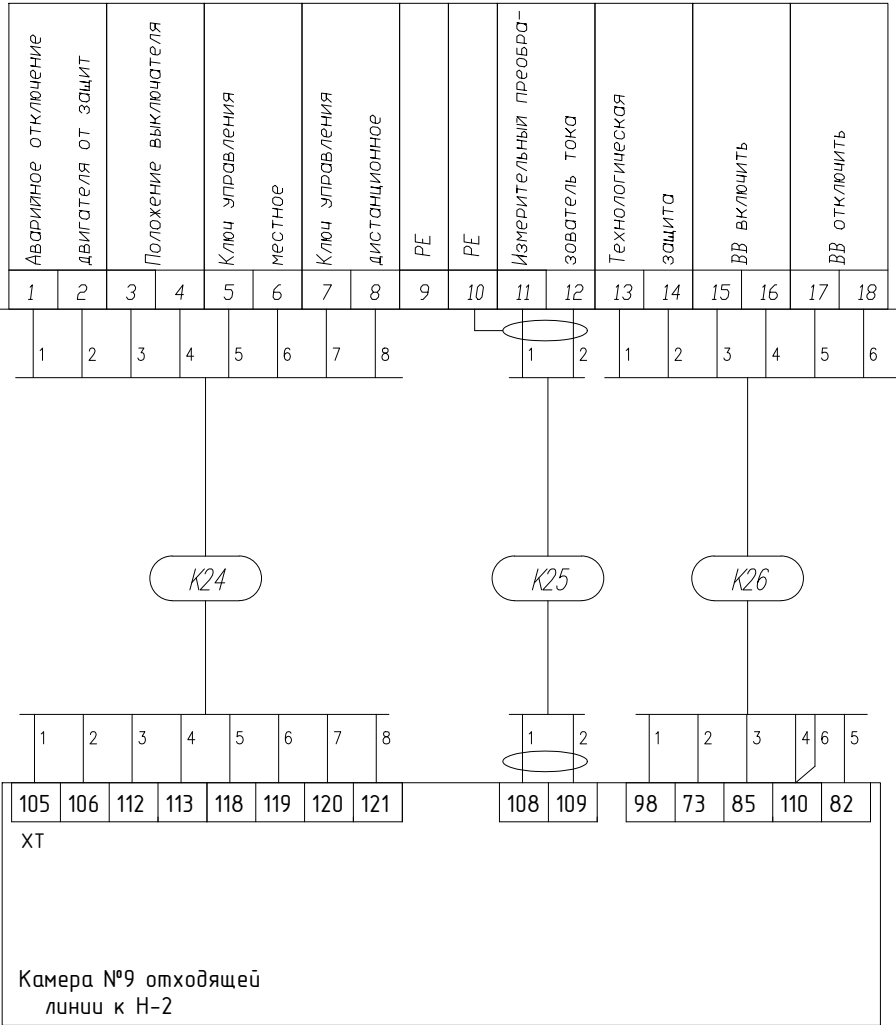 Аварийное отключение
двигателя от защит
Положение выключателя
Ключ управления
местное
Ключ управления
дистанционное
PE
PE
Измерительный преобра-
зователь тока
Технологическая
защита
ВВ включить
ВВ отключить
1 2 3 4 5 6 7 8 9 10 11 12 13 14 15 16 17 18
1 2 3 4 5 6 7 8 1 2 1 2 3 4 5 6
K24 K25 K26
1 2 3 4 5 6 7 8 1 2 1 2 3 4 6 5
105 106 112 113 118 119 120 121 108 109 98 73 85 110 82
XT
Камера №9 отходящей
линии к Н-2